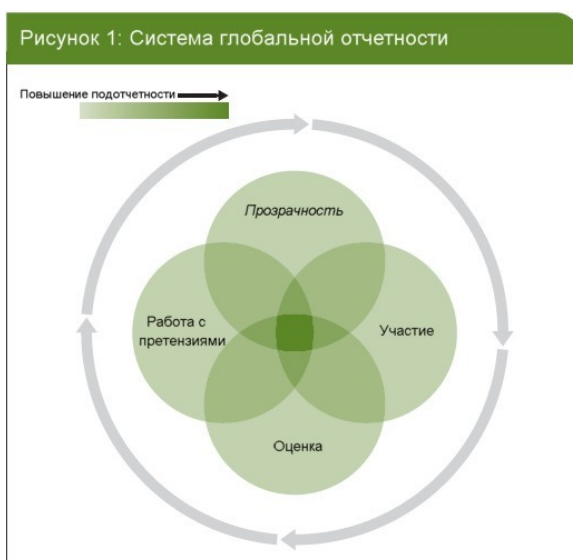 Рисунок 1: Система глобальной отчетности
Повышение подотчетности
Прозрачность
Работа с
претензиями
Участие
Оценка